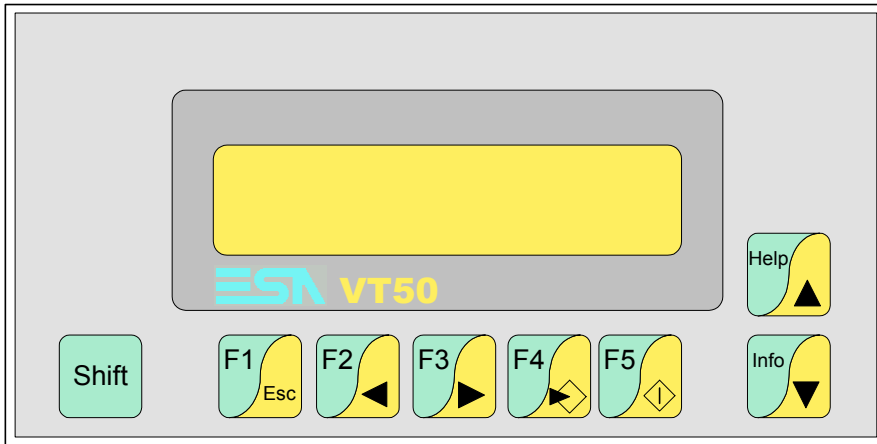 ESA VT50
Help
Shift
F1 Esc
F2
F3
F4
F5
Info